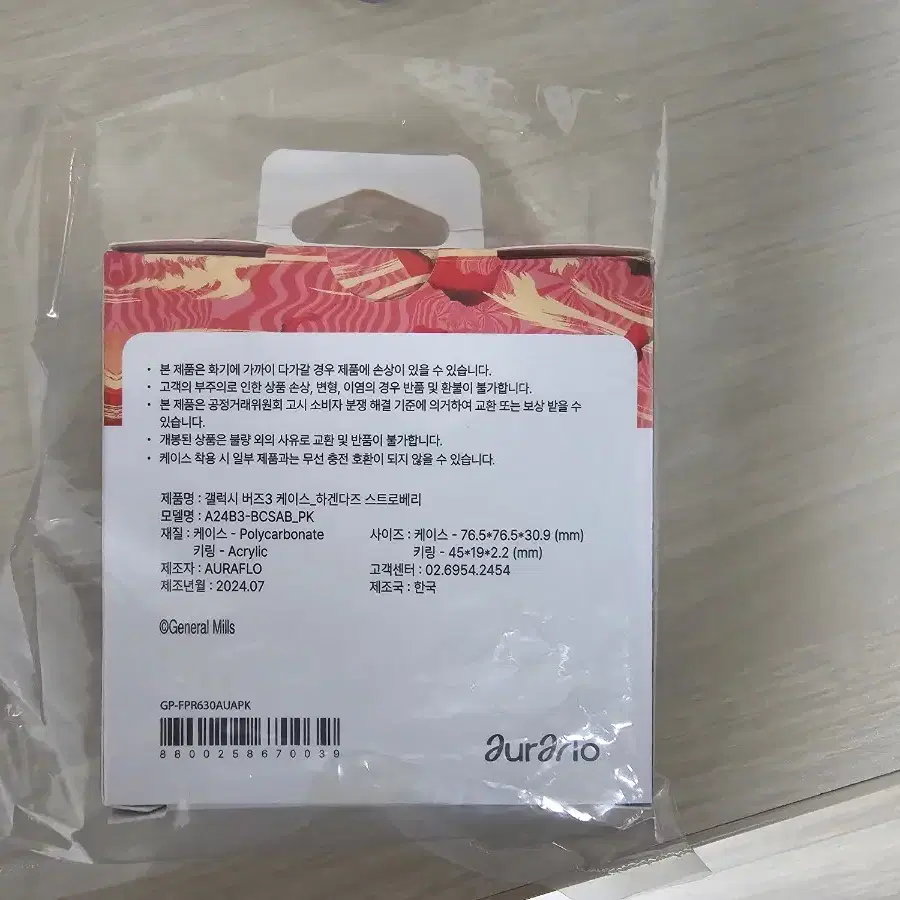 • 본 제품은 화기에 가까이 다가갈 경우 제품에 손상이 있을 수 있습니다.
• 고객의 부주의로 인한 상품 손상, 변형, 이염의 경우 반품 및 환불이 불가합니다.
• 본 제품은 공정거래위원회 고시 소비자 분쟁 해결 기준에 의거하여 교환 또는 보상 받을 수
있습니다.
• 개봉된 상품은 불량 외의 사유로 교환 및 반품이 불가합니다.
• 케이스 착용 시 일부 제품과는 무선 충전 호환이 되지 않을 수 있습니다.
제품명 : 갤럭시 버즈3 케이스_하겐다즈 스트로베리
모델명 : A24B3-BCSAB_PK
재질 : 케이스 - Polycarbonate 사이즈 : 케이스 - 76.5*76.5*30.9 (mm)
키링 - Acrylic 키링 - 45*19*2.2 (mm)
제조자 : AURAFLO 고객센터 : 02.6954.2454
제조년월 : 2024.07 제조국 : 한국
©General Mills
GP-FPR630AUAPK
8800258670039
auraflo